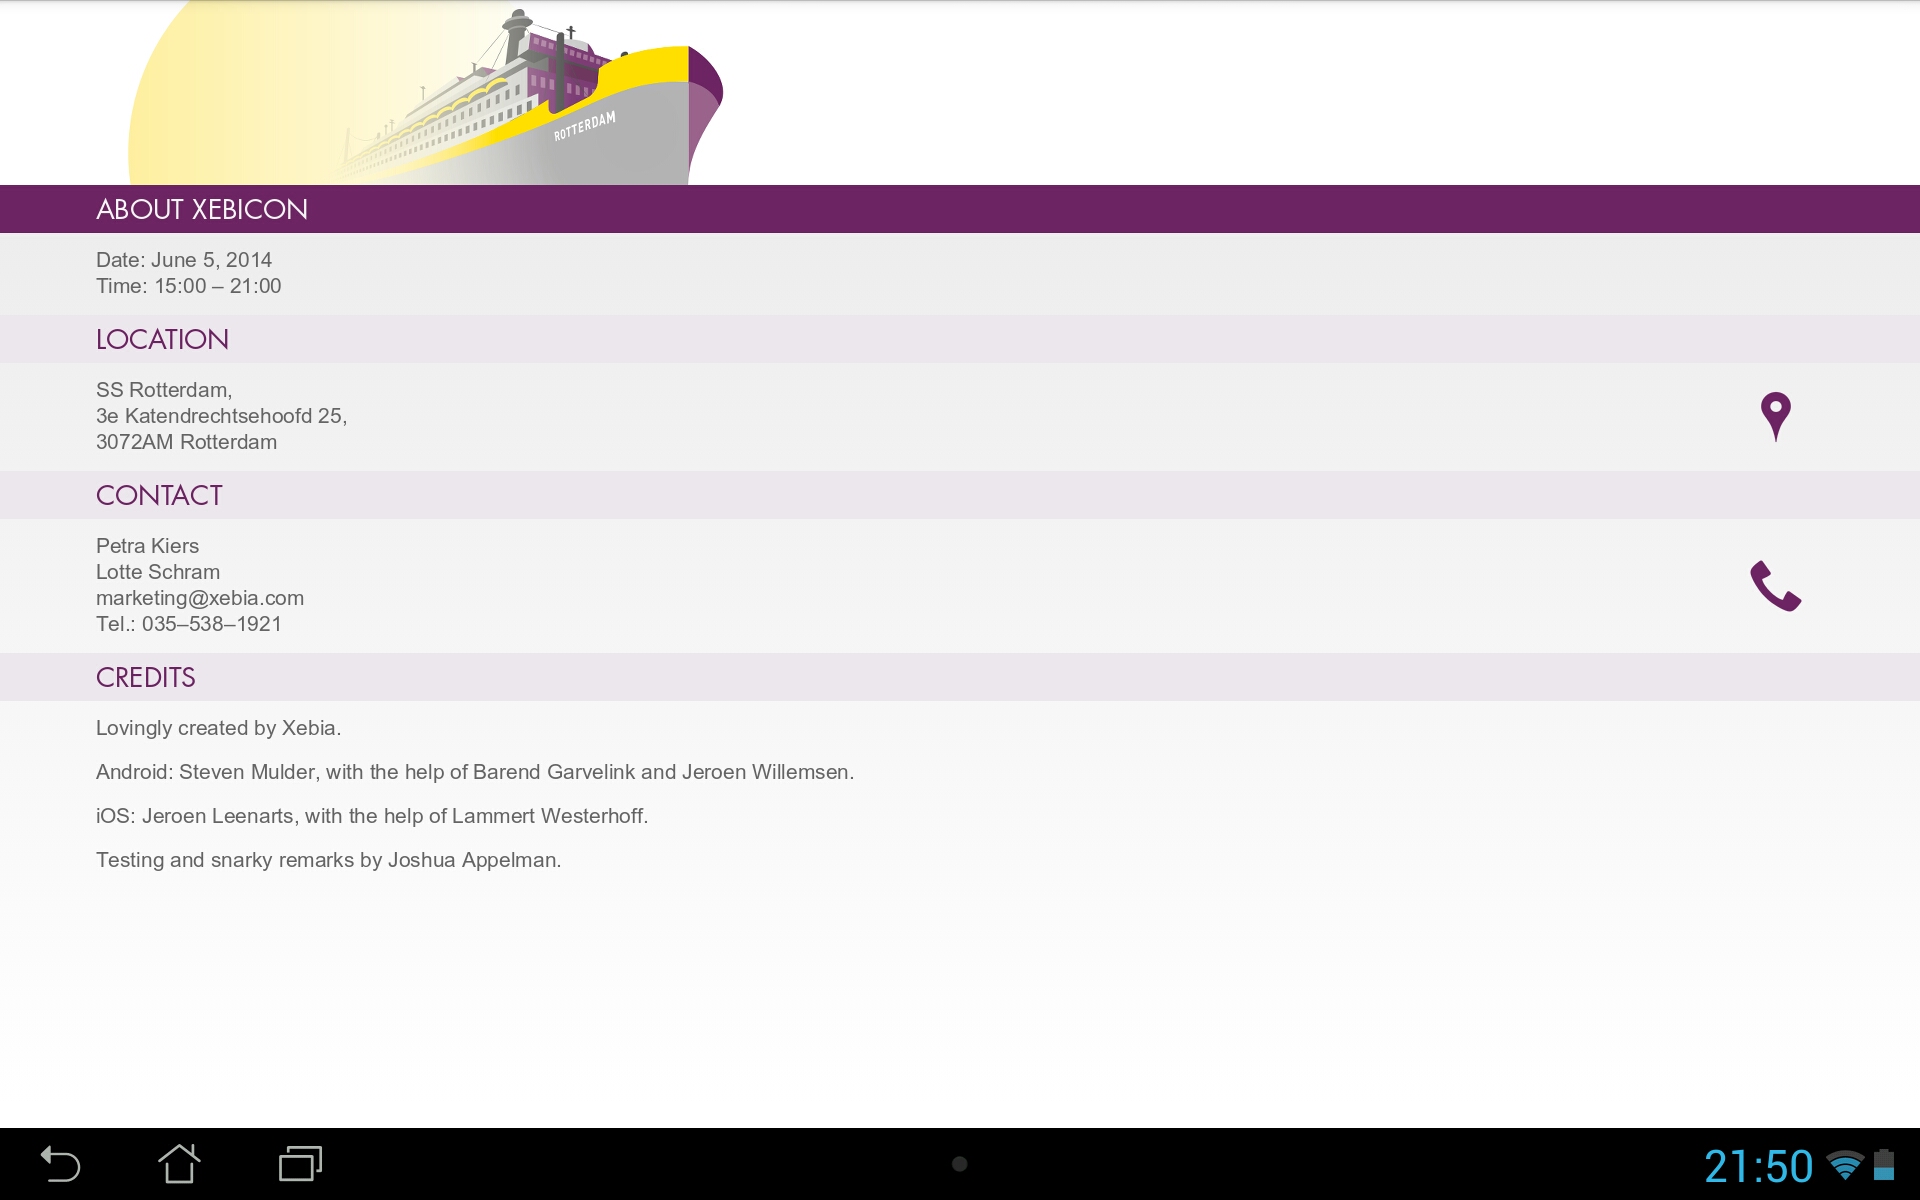 ROTTERDAM
ABOUT XEBICON
Date: June 5, 2014
Time: 15:00 – 21:00
LOCATION
SS Rotterdam,
3e Katendrechtsehoofd 25,
3072AM Rotterdam
CONTACT
Petra Kiers
Lotte Schram
marketing@xebia.com
Tel.: 035–538–1921
CREDITS
Lovingly created by Xebia.
Android: Steven Mulder, with the help of Barend Garvelink and Jeroen Willemsen.
iOS: Jeroen Leenarts, with the help of Lammert Westerhoff.
Testing and snarky remarks by Joshua Appelman.
21:50